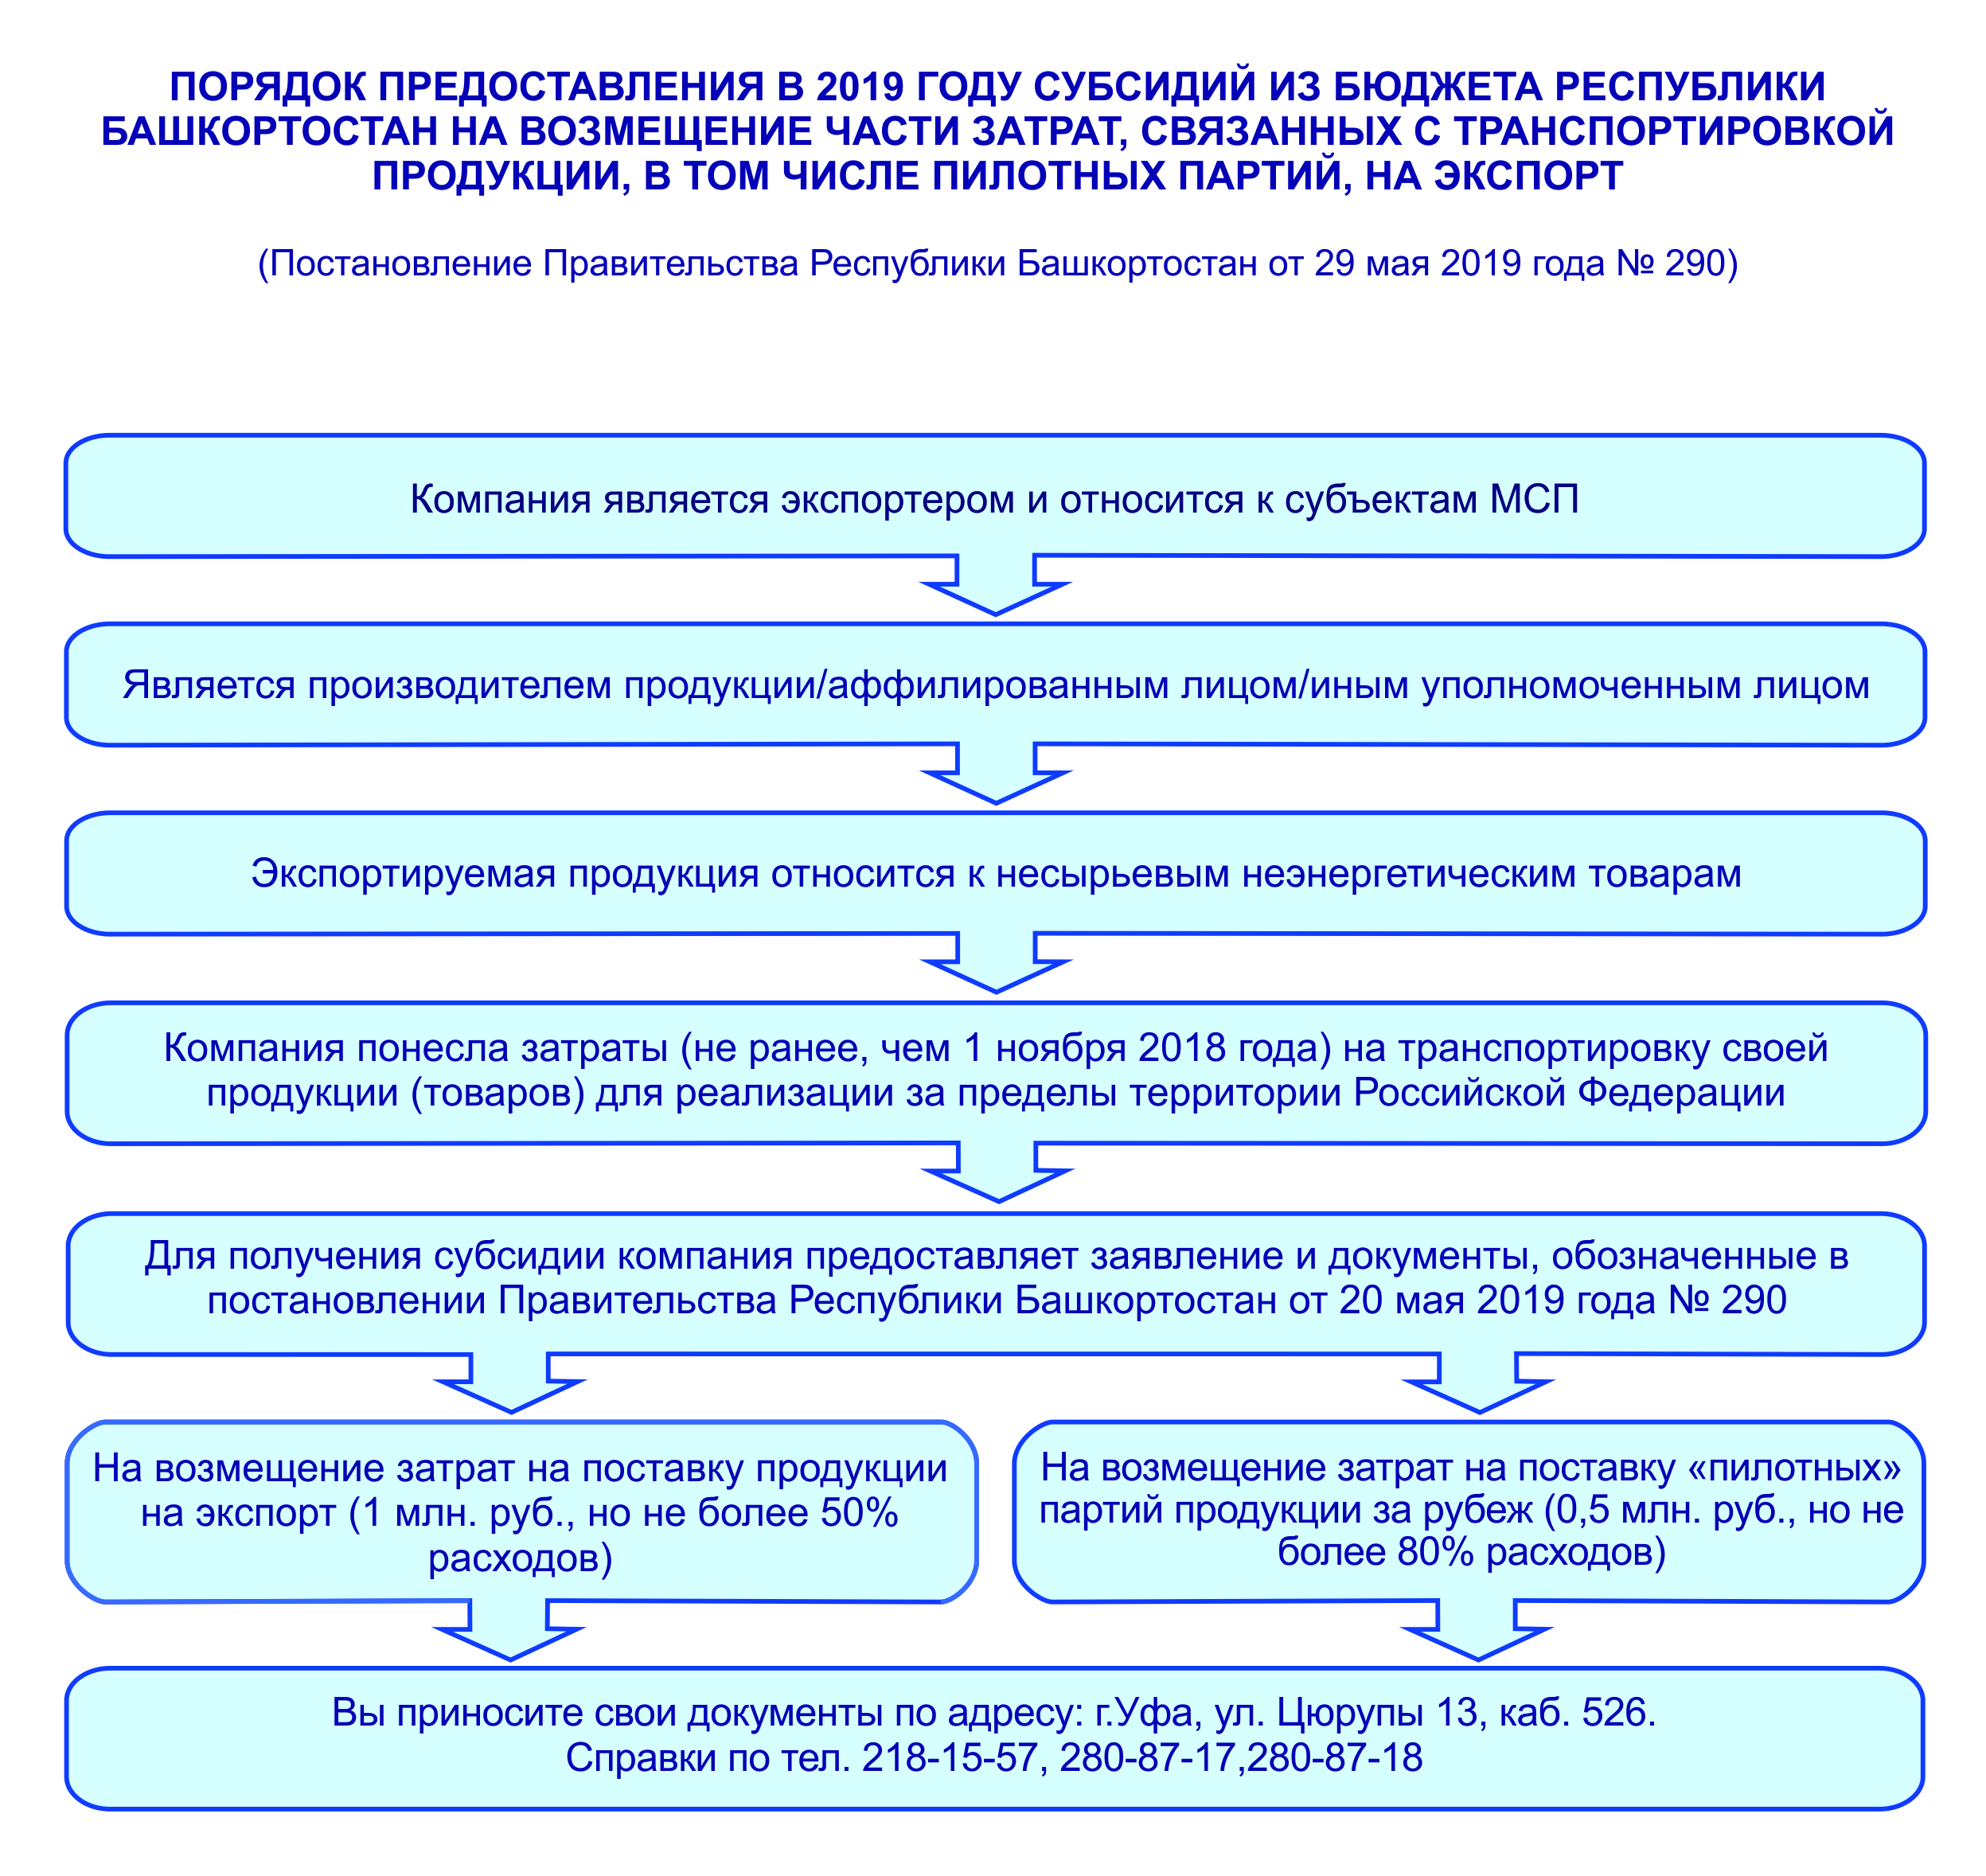 ПОРЯДОК ПРЕДОСТАВЛЕНИЯ В 2019 ГОДУ СУБСИДИЙ ИЗ БЮДЖЕТА РЕСПУБЛИКИ
БАШКОРТОСТАН НА ВОЗМЕЩЕНИЕ ЧАСТИ ЗАТРАТ, СВЯЗАННЫХ С ТРАНСПОРТИРОВКОЙ
ПРОДУКЦИИ, В ТОМ ЧИСЛЕ ПИЛОТНЫХ ПАРТИЙ, НА ЭКСПОРТ
(Постановление Правительства Республики Башкортостан от 29 мая 2019 года № 290)
Компания является экспортером и относится к субъектам МСП
Является производителем продукции/аффилированным лицом/иным уполномоченным лицом
Экспортируемая продукция относится к несырьевым неэнергетическим товарам
Компания понесла затраты (не ранее, чем 1 ноября 2018 года) на транспортировку своей
продукции (товаров) для реализации за пределы территории Российской Федерации
Для получения субсидии компания предоставляет заявление и документы, обозначенные в
постановлении Правительства Республики Башкортостан от 20 мая 2019 года № 290
На возмещение затрат на поставку продукции
на экспорт (1 млн. руб., но не более 50%
расходов)
На возмещение затрат на поставку «пилотных»
партий продукции за рубеж (0,5 млн. руб., но не
более 80% расходов)
Вы приносите свои документы по адресу: г.Уфа, ул. Цюрупы 13, каб. 526.
Справки по тел. 218-15-57, 280-87-17,280-87-18